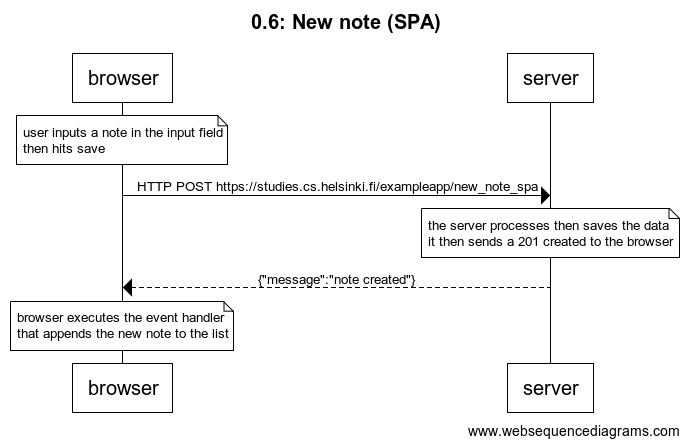 0.6: New note (SPA)
browser
server
user inputs a note in the input field
then hits save
HTTP POST https://studies.cs.helsinki.fi/exampleapp/new_note_spa
the server processes then saves the data
it then sends a 201 created to the browser
{"message":"note created"}
browser executes the event handler
that appends the new note to the list
browser
server
www.websequencediagrams.com